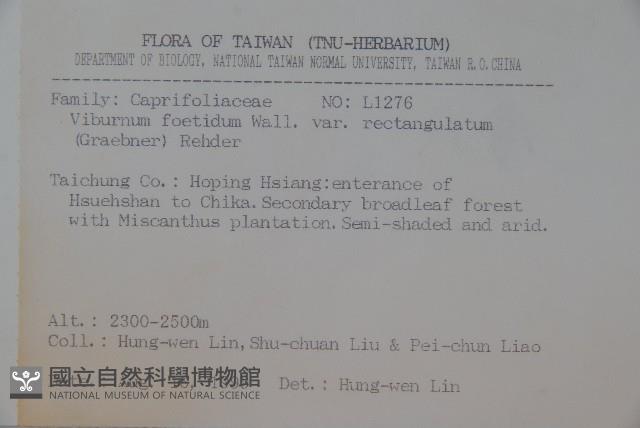 FLORA OF TAIWAN (TNU-HERBARIUM)
DEPARTMENT OF BIOLOGY, NATIONAL TAIWAN NORMAL UNIVERSITY, TAIWAN R.O.CHINA
Family: Caprifoliaceae NO: L1276
Viburnum foetidum Wall. var. rectangulatum
(Graebner) Rehder
Taichung Co.: Hoping Hsiang:enterance of
Hsuehshan to Chika. Secondary broadleaf forest
with Miscanthus plantation. Semi-shaded and arid.
Alt.: 2300-2500m
Coll.: Hung-wen Lin, Shu-chuan Liu & Pei-chun Liao
Det.: Hung-wen Lin
國立自然科學博物館
NATIONAL MUSEUM OF NATURAL SCIENCE